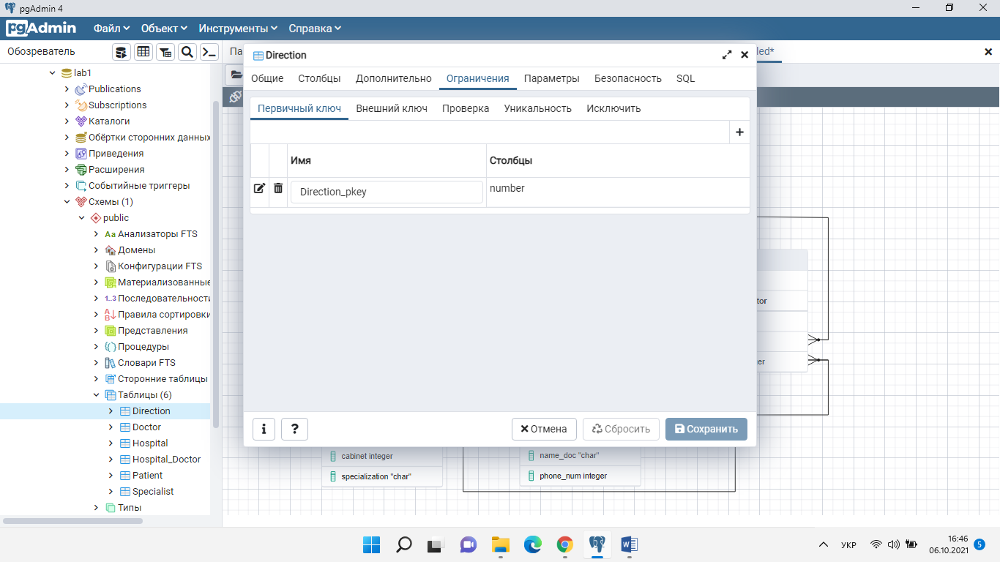 pgAdmin 4
pgAdmin Файл Объект Инструменты Справка
Обозреватель
lab1
Publications
Subscriptions
Каталоги
Обёртки сторонних данных
Приведения
Расширения
Событийные триггеры
Схемы (1)
public
Aa Анализаторы FTS
Домены
Конфигурации FTS
Материализованные
1..3 Последовательности
Правила сортировки
Представления
Процедуры
Словари FTS
Сторонние таблицы
Таблицы (6)
Direction
Doctor
Hospital
Hospital_Doctor
Patient
Specialist
Типы
Па
led*
Direction
Общие Столбцы Дополнительно Ограничения Параметры Безопасность SQL
Первичный ключ Внешний ключ Проверка Уникальность Исключить
+
Имя Столбцы
Direction_pkey number
i ? Отмена Сбросить Сохранить
tor
er
cabinet integer
specialization "char"
name_doc "char"
phone_num integer
УКР 16:46
06.10.2021 5